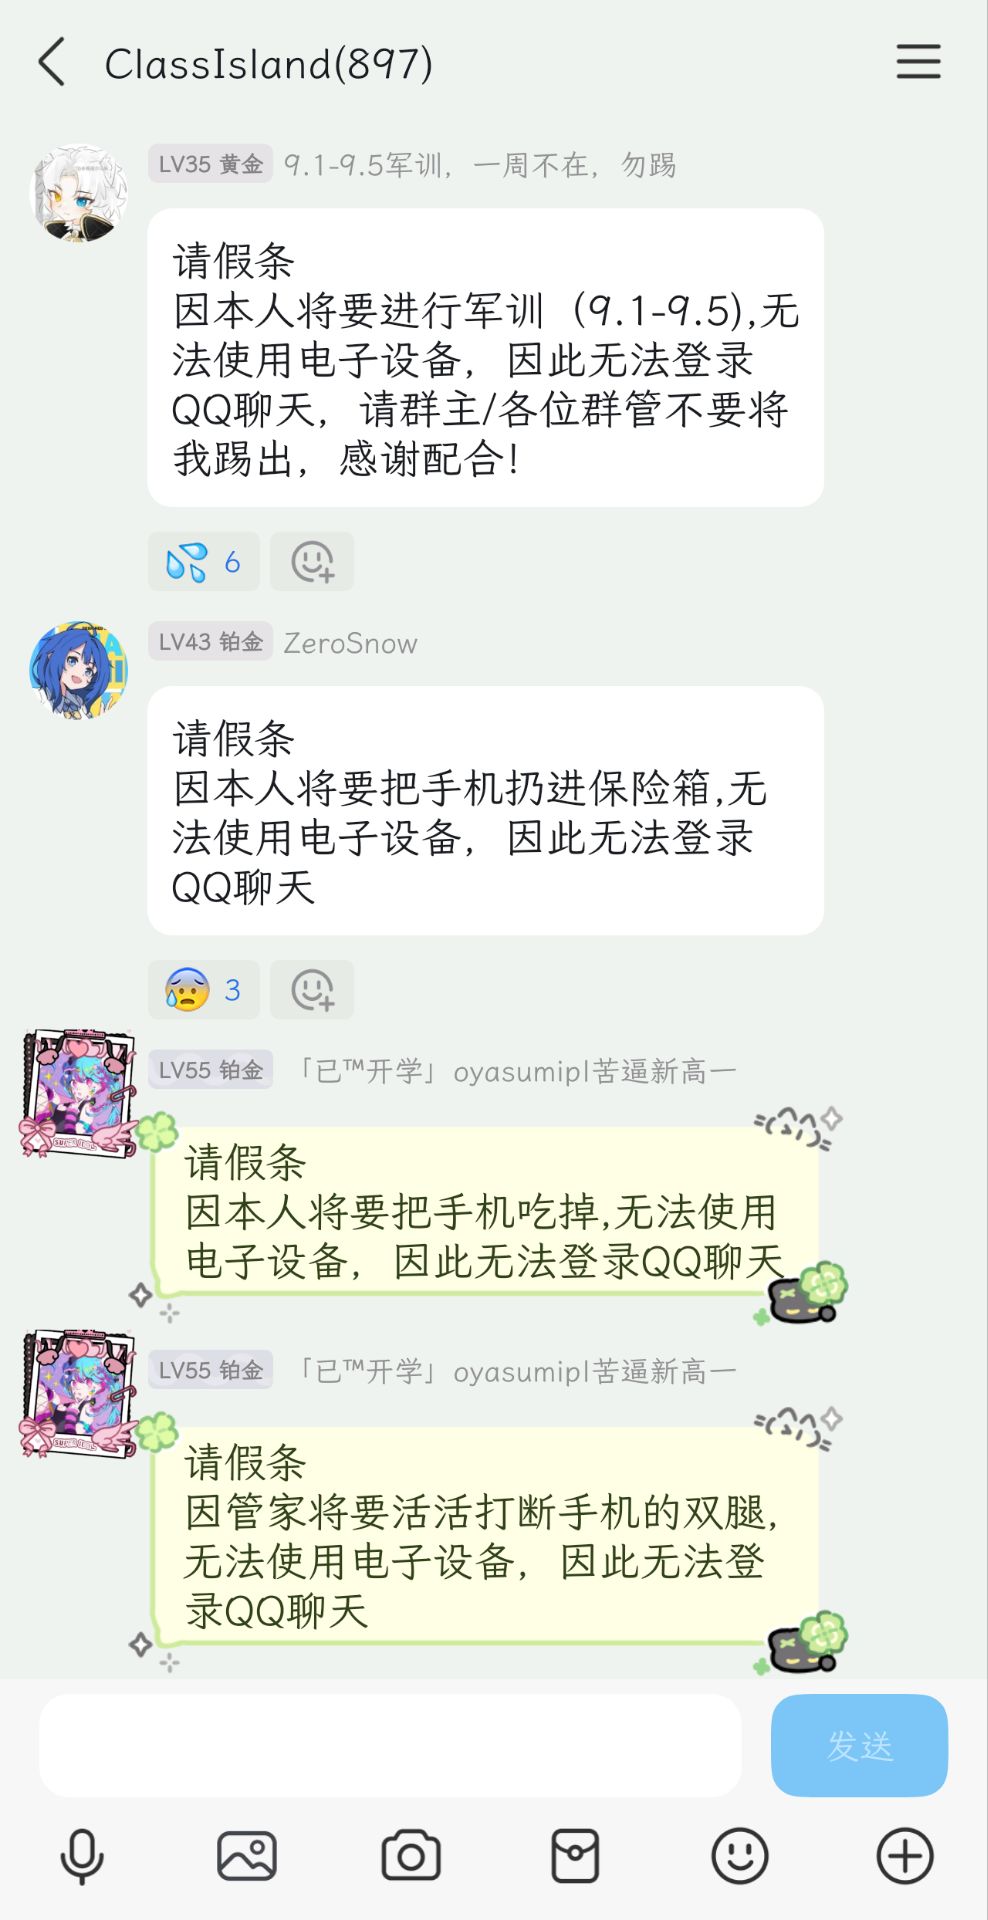 ClassIsland(897)
LV35 黄金 9.1-9.5军训，一周不在，勿踢
请假条
因本人将要进行军训（9.1-9.5),无
法使用电子设备，因此无法登录
QQ聊天，请群主/各位群管不要将
我踢出，感谢配合!
6
LV43 铂金 ZeroSnow
请假条
因本人将要把手机扔进保险箱,无
法使用电子设备，因此无法登录
QQ聊天
3
LV55 铂金 「已™开学」oyasumipl苦逼新高一
请假条
因本人将要把手机吃掉,无法使用
电子设备，因此无法登录QQ聊天
LV55 铂金 「已™开学」oyasumipl苦逼新高一
请假条
因管家将要活活打断手机的双腿,
无法使用电子设备，因此无法登
录QQ聊天
发送